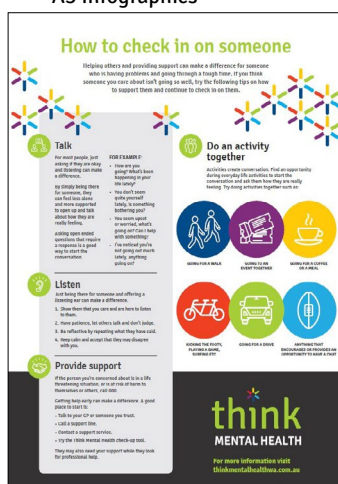 A3 Infographics
How to check in on someone
Helping others and providing support can make a difference for someone
who is having problems and going through a tough time. If you think
someone you care about isn't going so well, try the following tips on how
to support them and continue to check in on them.
Talk
For most people, just
asking if they are okay
and listening can make
a difference.
By simply being there
for someone, they
can feel less alone
and more supported
to open up and talk
about how they are
really feeling.
Asking open ended
questions that require
a response is a good
way to start the
conversation.
FOR EXAMPLE:
- How are you
going? What's been
happening in your
life lately?
- You don't seem
quite yourself
lately, is something
bothering you?
- You seem upset
or worried, what's
going on? Can I help
with something?
- I've noticed you're
not going out much
lately, anything
going on?
Listen
Just being there for someone and offering a
listening ear can make a difference.
1. Show them that you care and are here to listen
to them.
2. Have patience, let others talk and don't judge.
3. Be reflective by repeating what they have said.
4. Keep calm and accept that they may disagree
with you.
Provide support
If the person you're concerned about is in a life
threatening situation, or is at risk of harm to
themselves or others, call 000.
Getting help early can make a difference. A good
place to start is:
- Talk to your GP or someone you trust.
- Call a support line.
- Contact a support service.
- Try the Think Mental Health check-up tool.
They may also need your support while they look
for professional help.
Do an activity
together
Activities create conversation. Find an opportunity
during everyday life activities to start the
conversation and ask them how they are really
feeling. Try doing activities together such as:
GOING FOR A WALK
GOING TO AN
EVENT TOGETHER
GOING FOR A COFFEE
OR A MEAL
KICKING THE FOOTY,
PLAYING A GAME,
SURFING ETC
GOING FOR A DRIVE
ANYTHING THAT
ENCOURAGES OR PROVIDES AN
OPPORTUNITY TO HAVE A CHAT
think
MENTAL HEALTH
For more information visit
thinkmentalhealthwa.com.au